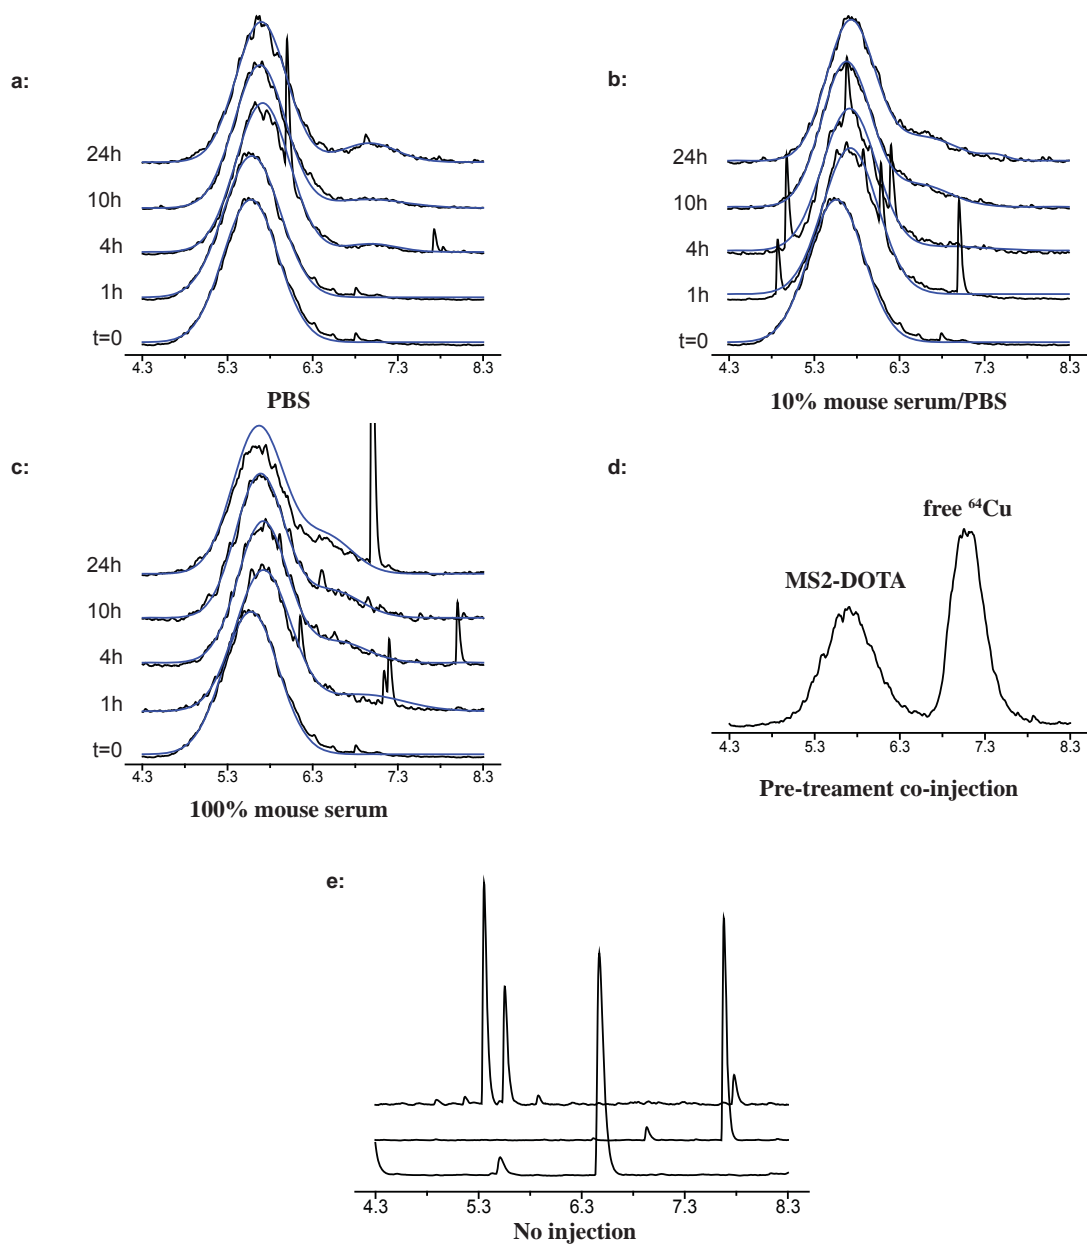 a:
24h
10h
4h
1h
t=0
4.3 5.3 6.3 7.3 8.3
PBS
b:
24h
10h
4h
1h
t=0
4.3 5.3 6.3 7.3 8.3
10% mouse serum/PBS
c:
24h
10h
4h
1h
t=0
4.3 5.3 6.3 7.3 8.3
100% mouse serum
d:
free ⁶⁴Cu
MS2-DOTA
4.3 5.3 6.3 7.3 8.3
Pre-treament co-injection
e:
4.3 5.3 6.3 7.3 8.3
No injection